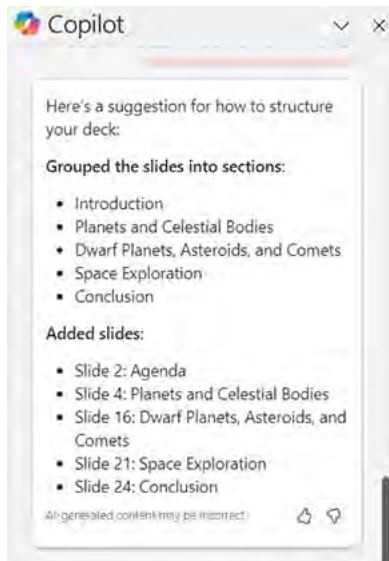 Copilot
Here's a suggestion for how to structure
your deck:
Grouped the slides into sections:
• Introduction
• Planets and Celestial Bodies
• Dwarf Planets, Asteroids, and Comets
• Space Exploration
• Conclusion
Added slides:
• Slide 2: Agenda
• Slide 4: Planets and Celestial Bodies
• Slide 16: Dwarf Planets, Asteroids, and
Comets
• Slide 21: Space Exploration
• Slide 24: Conclusion
AI-generated content may be incorrect